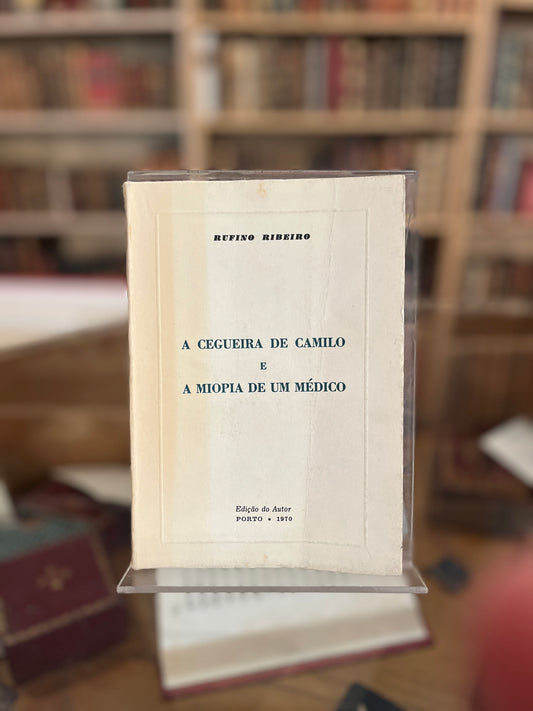 RUFINO RIBEIRO
A CEGUEIRA DE CAMILO
E
A MIOPIA DE UM MÉDICO
Edição do Autor
PORTO • 1970